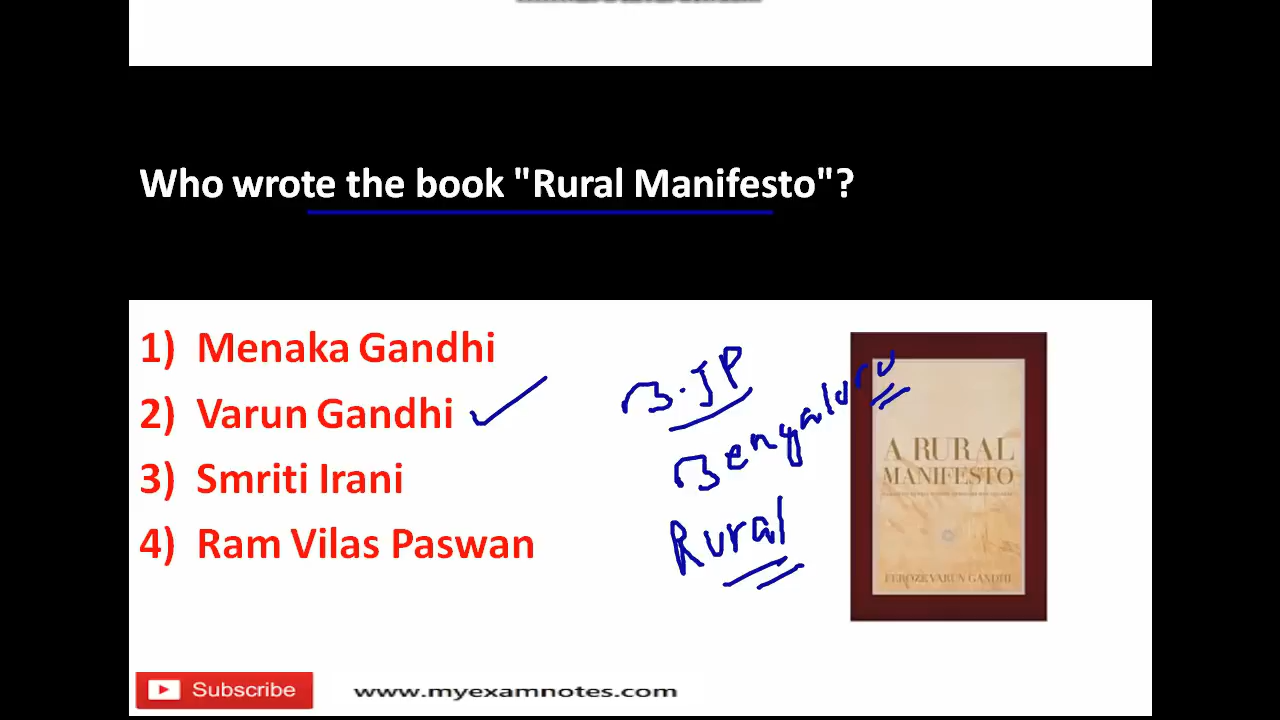 Who wrote the book "Rural Manifesto"?
1) Menaka Gandhi
2) Varun Gandhi
3) Smriti Irani
4) Ram Vilas Paswan
B.JP
Bengaluru
Rural
A RURAL
MANIFESTO
FEROZE VARUN GANDHI
Subscribe
www.myexamnotes.com